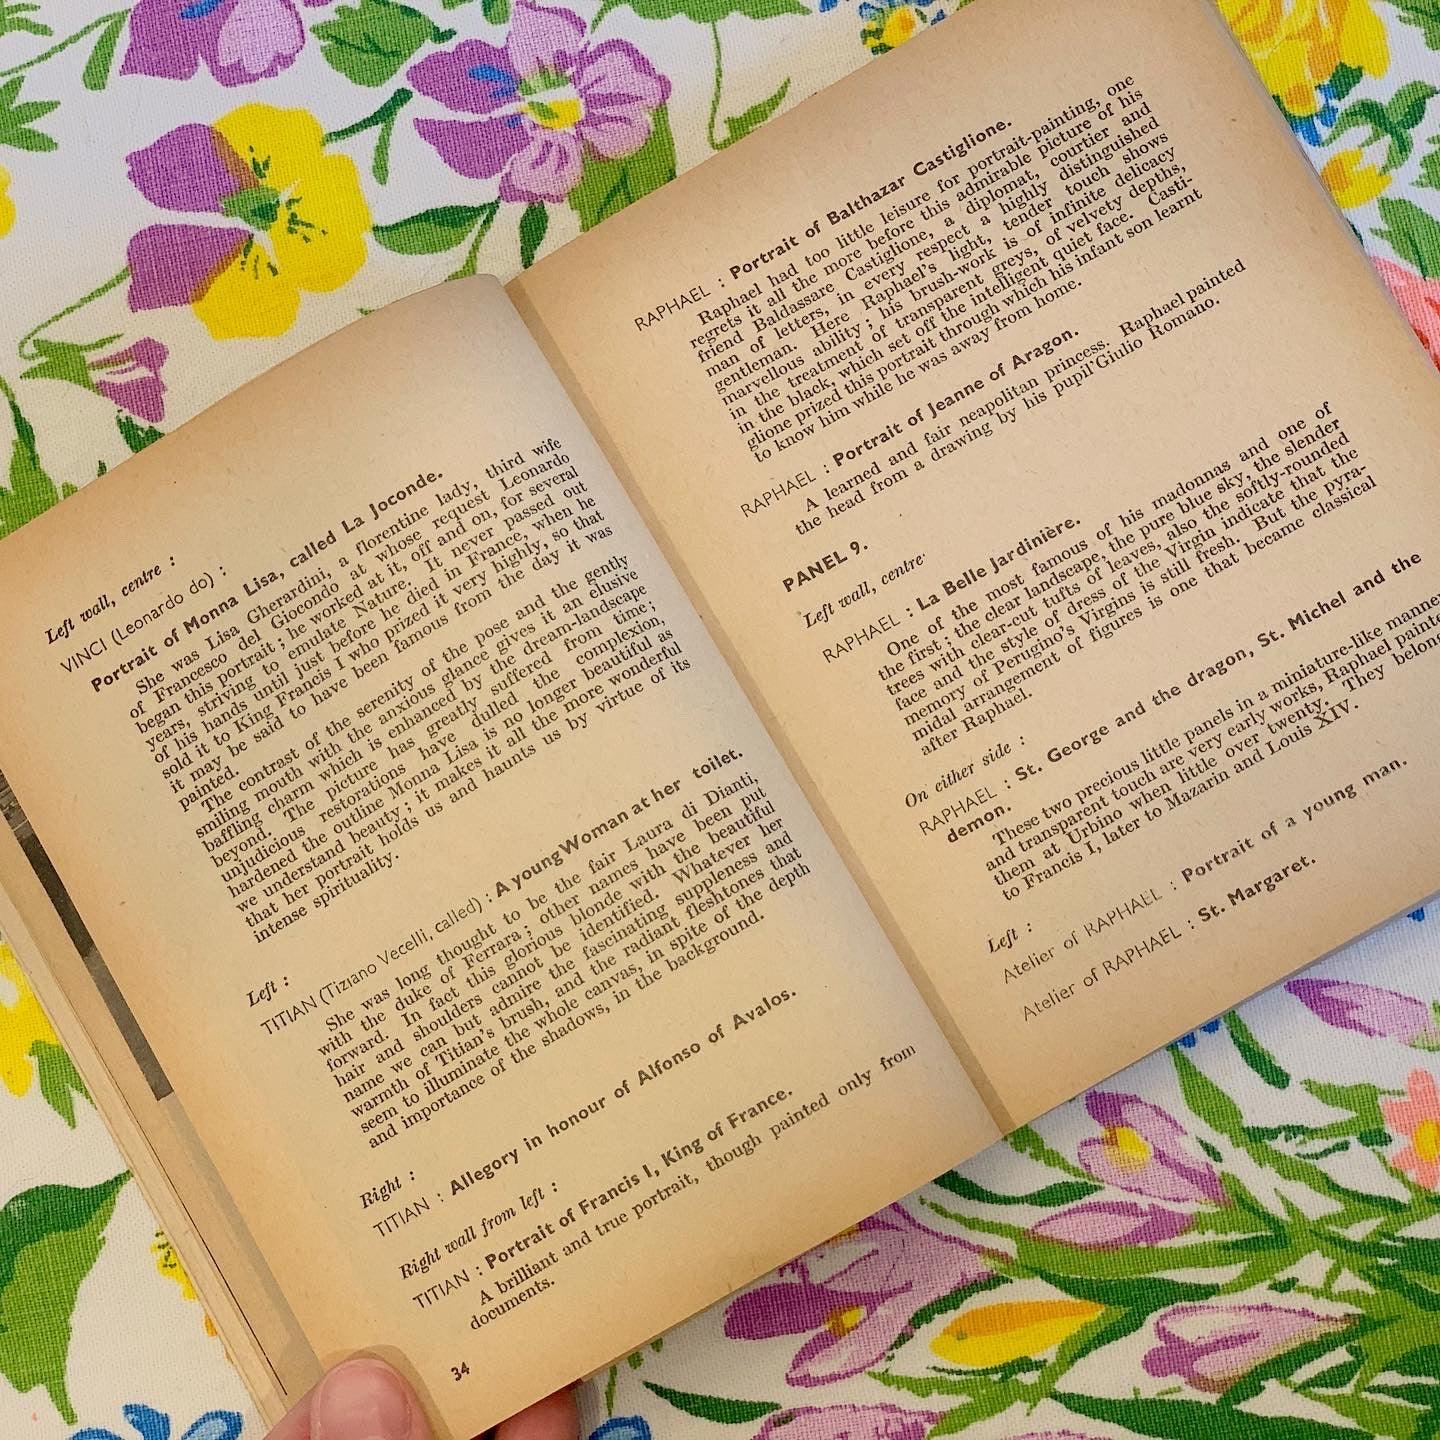 Left wall, centre :
VINCI (Leonardo do) :
Portrait of Monna Lisa, called La Joconde.
She was Lisa Gherardini, a florentine lady, third wife
of Francesco del Giocondo at whose request Leonardo
began this portrait ; he worked at it, off and on, for several
years, striving to emulate Nature. It never passed out
of his hands until just before he died in France, when he
sold it to King Francis I who prized it very highly, so that
it may be said to have been famous from the day it was
painted.
The contrast of the serenity of the pose and the gently
smiling mouth with the anxious glance gives it an elusive
baffling charm which is enhanced by the dream-landscape
beyond. The picture has greatly suffered from time ;
unjudicious restorations have dulled the complexion,
hardened the outline Monna Lisa is no longer beautiful as
we understand beauty ; it makes it all the more wonderful
that her portrait holds us and haunts us by virtue of its
intense spirituality.
Left :
TITIAN (Tiziano Vecelli, called) : A young Woman at her toilet.
She was long thought to be the fair Laura di Dianti,
with the duke of Ferrara ; other names have been put
forward. In fact this glorious blonde with the beautiful
hair and shoulders cannot be identified. Whatever her
name we can but admire the fascinating suppleness and
warmth of Titian's brush, and the radiant fleshtones that
seem to illuminate the whole canvas, in spite of the depth
and importance of the shadows, in the background.
Right :
TITIAN : Allegory in honour of Alfonso of Avalos.
Right wall from left :
TITIAN : Portrait of Francis I, King of France.
A brilliant and true portrait, though painted only from
documents.
34
RAPHAEL : Portrait of Balthazar Castiglione.
Raphael had too little leisure for portrait-painting, one
regrets it all the more before this admirable picture of his
friend Baldassare Castiglione, a diplomat, courtier and
man of letters, in every respect a highly distinguished
gentleman. Here Raphael's light, tender touch shows
marvellous ability ; his brush-work is of infinite delicacy
in the treatment of transparent greys, of velvety depths,
in the black, which set off the intelligent quiet face. Casti-
glione prized this portrait through which his infant son learnt
to know him while he was away from home.
RAPHAEL : Portrait of Jeanne of Aragon.
A learned and fair neapolitan princess. Raphael painted
the head from a drawing by his pupil Giulio Romano.
PANEL 9.
Left wall, centre
RAPHAEL : La Belle Jardinière.
One of the most famous of his madonnas and one of
the first ; the clear landscape, the pure blue sky, the slender
trees with clear-cut tufts of leaves, also the softly-rounded
face and the style of dress of the Virgin indicate that the
memory of Perugino's Virgins is still fresh. But the pyra-
midal arrangement of figures is one that became classical
after Raphael.
On either side :
RAPHAEL : St. George and the dragon, St. Michel and the
demon.
These two precious little panels in a miniature-like manner
and transparent touch are very early works, Raphael painte
them at Urbino when little over twenty. They belong
to Francis I, later to Mazarin and Louis XIV.
Left :
Atelier of RAPHAEL : Portrait of a young man.
Atelier of RAPHAEL : St. Margaret.